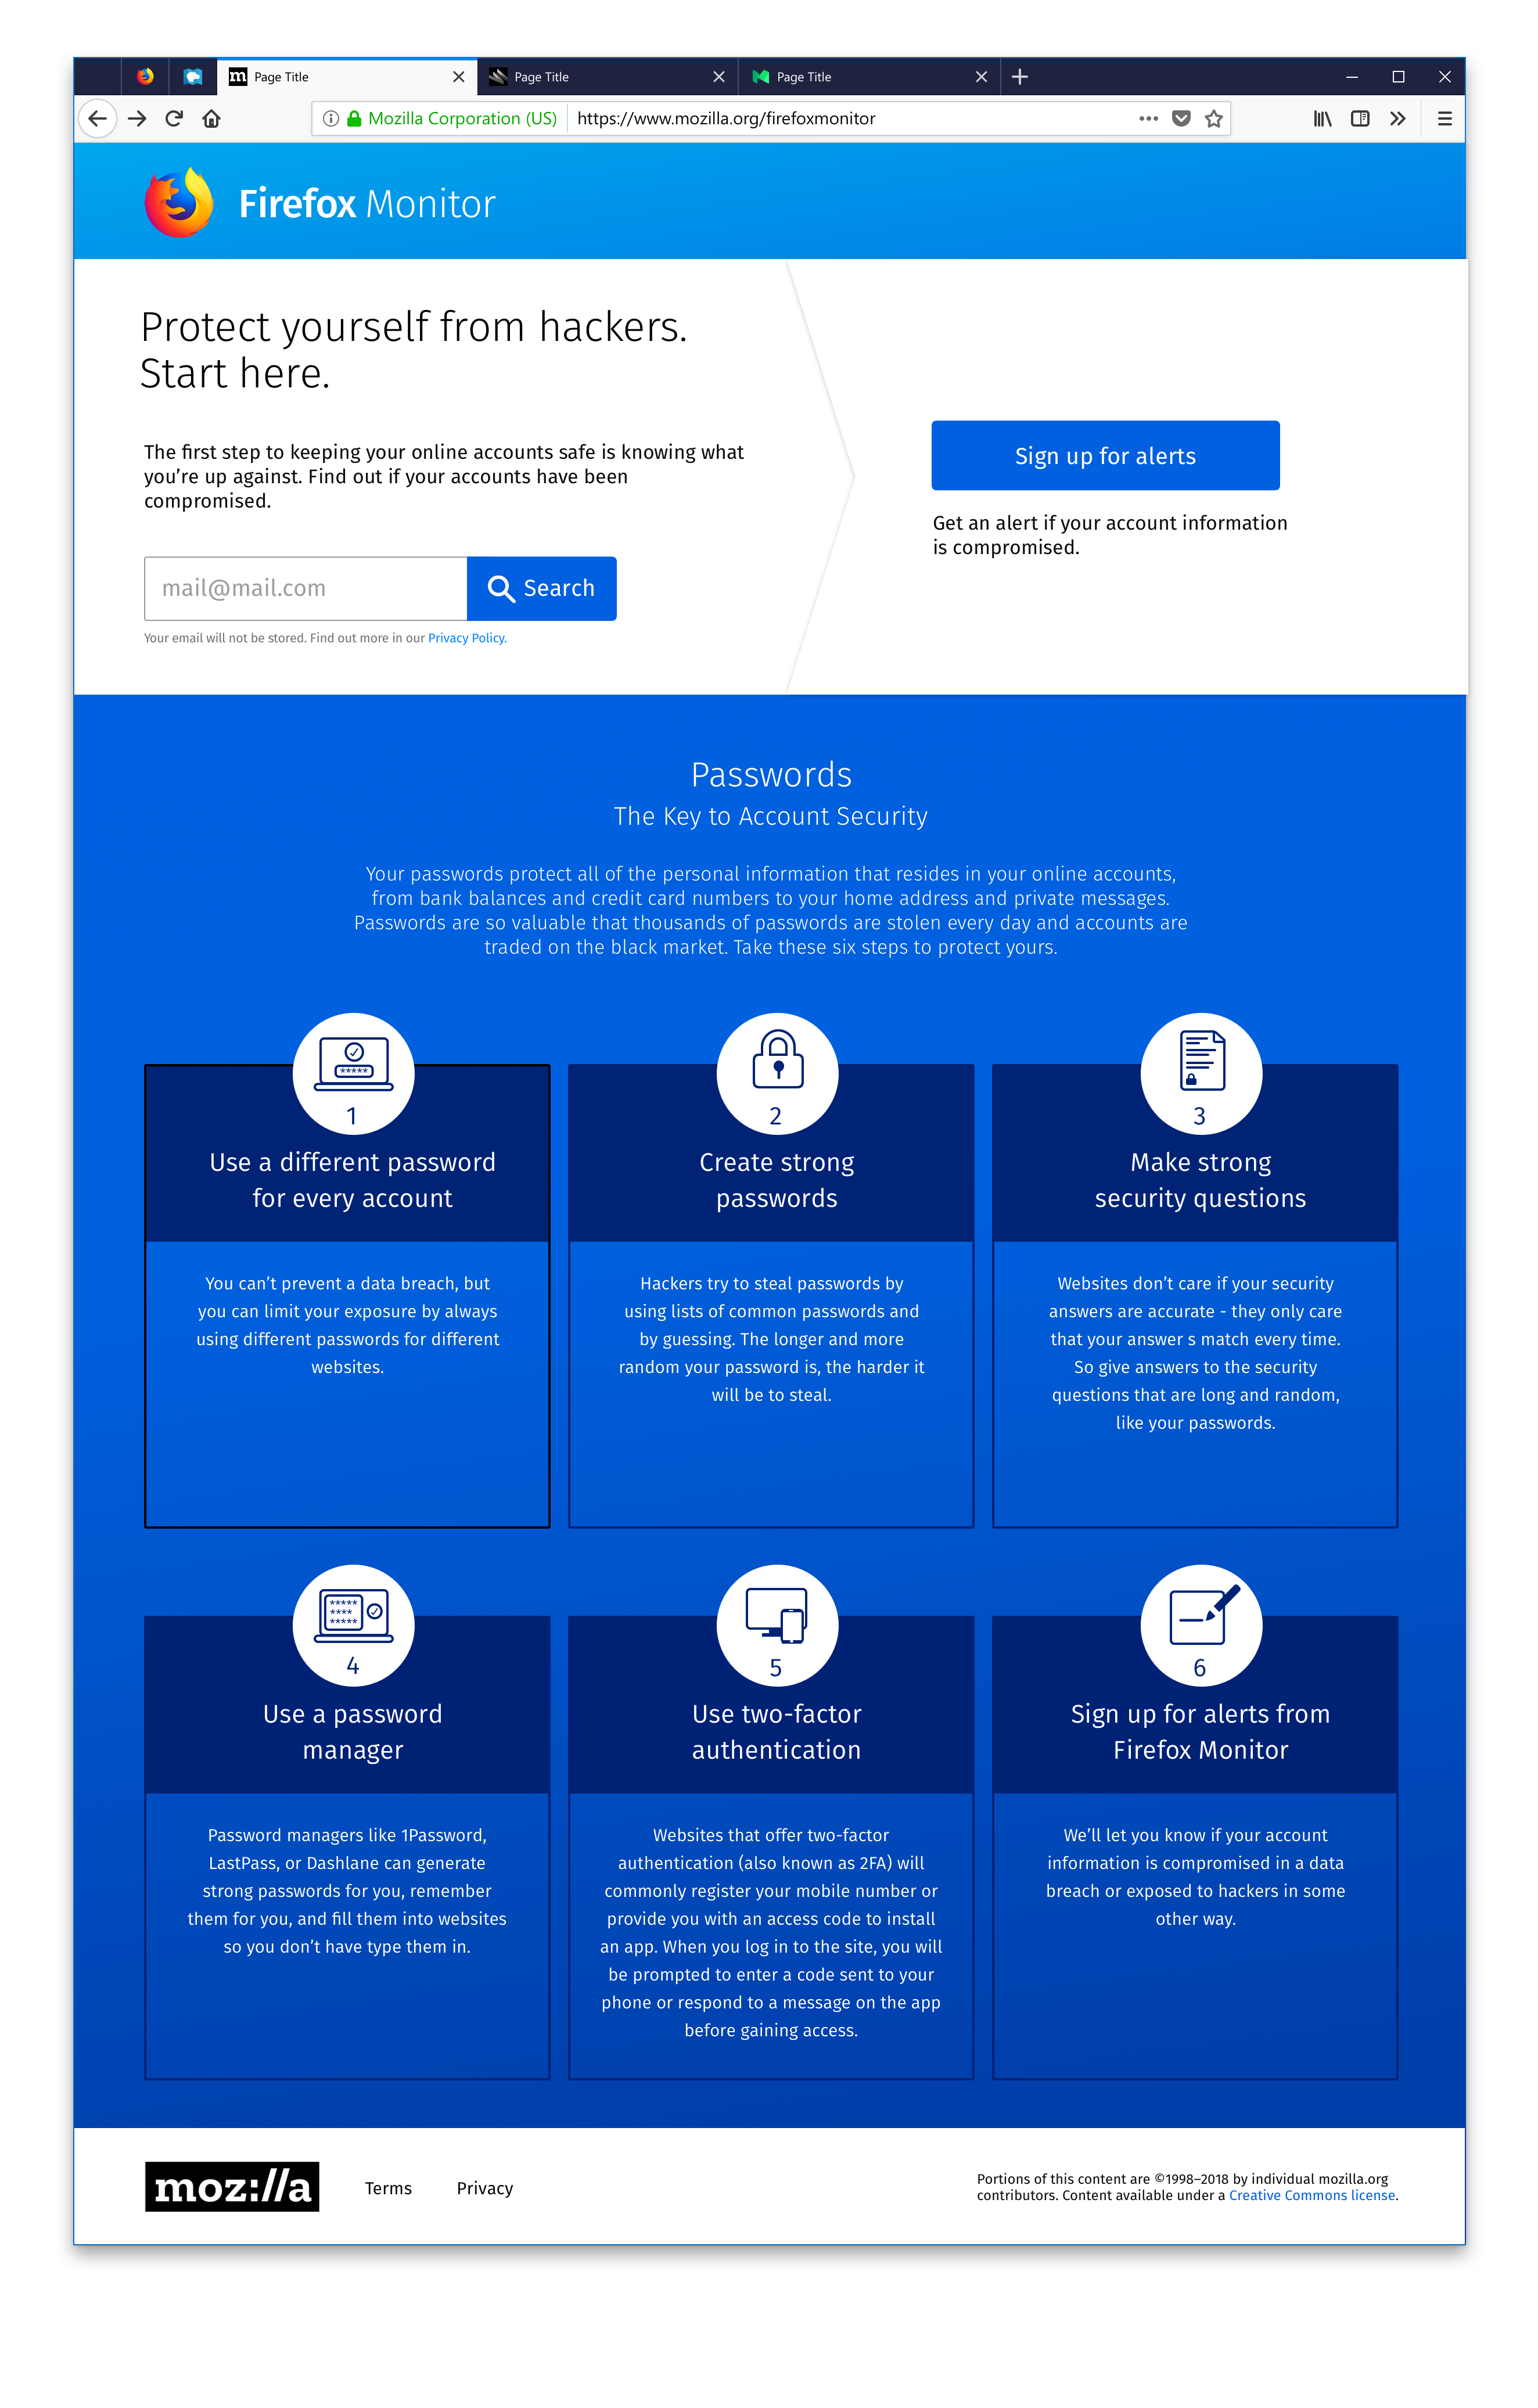 Page Title
Page Title
Page Title
Mozilla Corporation (US)
https://www.mozilla.org/firefoxmonitor
Firefox Monitor
Protect yourself from hackers.
Start here.
The first step to keeping your online accounts safe is knowing what
you’re up against. Find out if your accounts have been
compromised.
mail@mail.com
Search
Your email will not be stored. Find out more in our Privacy Policy.
Sign up for alerts
Get an alert if your account information
is compromised.
Passwords
The Key to Account Security
Your passwords protect all of the personal information that resides in your online accounts,
from bank balances and credit card numbers to your home address and private messages.
Passwords are so valuable that thousands of passwords are stolen every day and accounts are
traded on the black market. Take these six steps to protect yours.
*****
1
Use a different password
for every account
You can’t prevent a data breach, but
you can limit your exposure by always
using different passwords for different
websites.
2
Create strong
passwords
Hackers try to steal passwords by
using lists of common passwords and
by guessing. The longer and more
random your password is, the harder it
will be to steal.
3
Make strong
security questions
Websites don’t care if your security
answers are accurate - they only care
that your answer s match every time.
So give answers to the security
questions that are long and random,
like your passwords.
*****
****
*****
4
Use a password
manager
Password managers like 1Password,
LastPass, or Dashlane can generate
strong passwords for you, remember
them for you, and fill them into websites
so you don’t have type them in.
5
Use two-factor
authentication
Websites that offer two-factor
authentication (also known as 2FA) will
commonly register your mobile number or
provide you with an access code to install
an app. When you log in to the site, you will
be prompted to enter a code sent to your
phone or respond to a message on the app
before gaining access.
6
Sign up for alerts from
Firefox Monitor
We’ll let you know if your account
information is compromised in a data
breach or exposed to hackers in some
other way.
moz://a
Terms
Privacy
Portions of this content are ©1998–2018 by individual mozilla.org
contributors. Content available under a Creative Commons license.